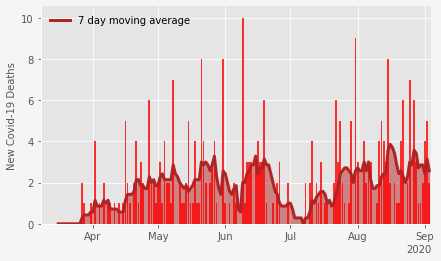 7 day moving average
New Covid-19 Deaths
10
8
6
4
2
0
Apr
May
Jun
Jul
Aug
Sep
2020